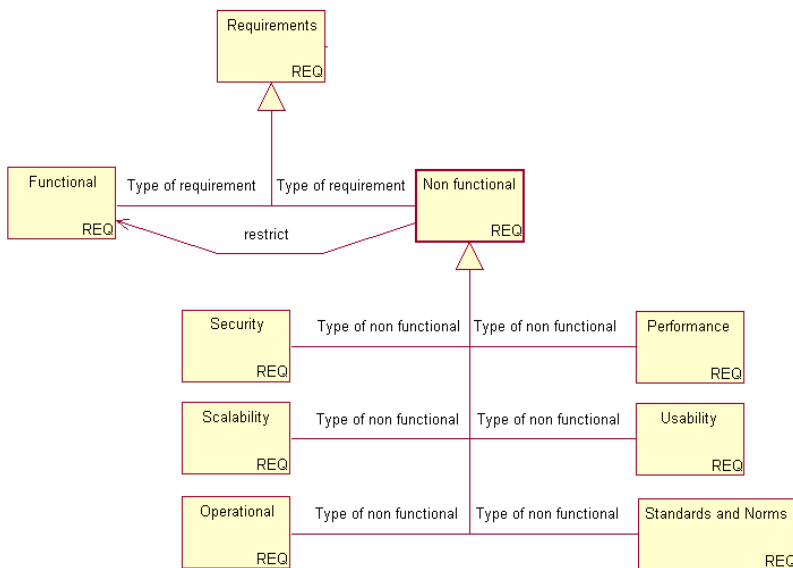 Requirements
REQ
Functional
REQ
Type of requirement
Type of requirement
Non functional
REQ
restrict
Security
REQ
Type of non functional
Type of non functional
Performance
REQ
Scalability
REQ
Type of non functional
Type of non functional
Usability
REQ
Operational
REQ
Type of non functional
Type of non functional
Standards and Norms
REQ